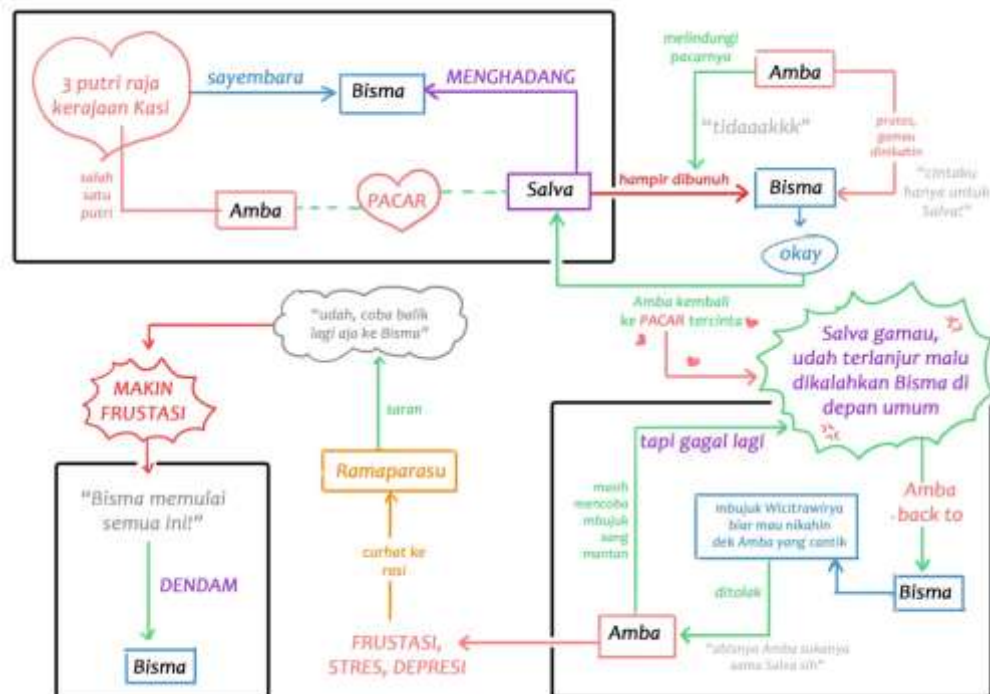 3 putri raja
kerajaan Kasi
sayembara
Bisma
MENGHADANG
salah
satu
putri
Amba
PACAR
Salva
hampir dibunuh
melindungi
pacarnya
Amba
"tidaaakkk"
protes,
gamau
dinikahin
Bisma
"cintaku
hanya untuk
Salva!"
okay
Amba kembali
ke PACAR tercinta
Salva gamau,
udah terlanjur malu
dikalahkan Bisma di
depan umum
"udah, coba balik
lagi aja ke Bisma"
MAKIN
FRUSTASI
saran
Ramaparasu
curhat ke
resi
"Bisma memulai
semua ini!"
DENDAM
Bisma
FRUSTASI,
STRES, DEPRESI
tapi gagal lagi
masih
mencoba
mbujuk
sang
mantan
mbujuk Wicitrawirya
biar mau nikahin
dek Amba yang cantik
Amba
back to
Bisma
ditolak
Amba
"abisnya Amba sukanya
sama Salva sih"